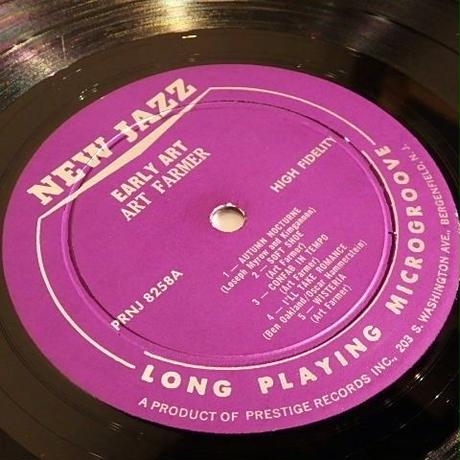 NEW JAZZ
EARLY ART
ART FARMER
HIGH FIDELITY
PRNJ 8258A
1 — AUTUMN NOCTURNE
(Loseph Myrow and Kimgannon)
2 — SOFT SHOE
(Art Farmer)
3 — CONFAB IN TEMPO
(Art Farmer)
4 — I'LL TAKE ROMANCE
(Ben Oakland/Oscar Hammerstein)
5 — WISTERIA
(Art Farmer)
LONG PLAYING MICROGROOVE
A PRODUCT OF PRESTIGE RECORDS INC., 203 S. WASHINGTON AVE., BERGENFIELD, N. J.